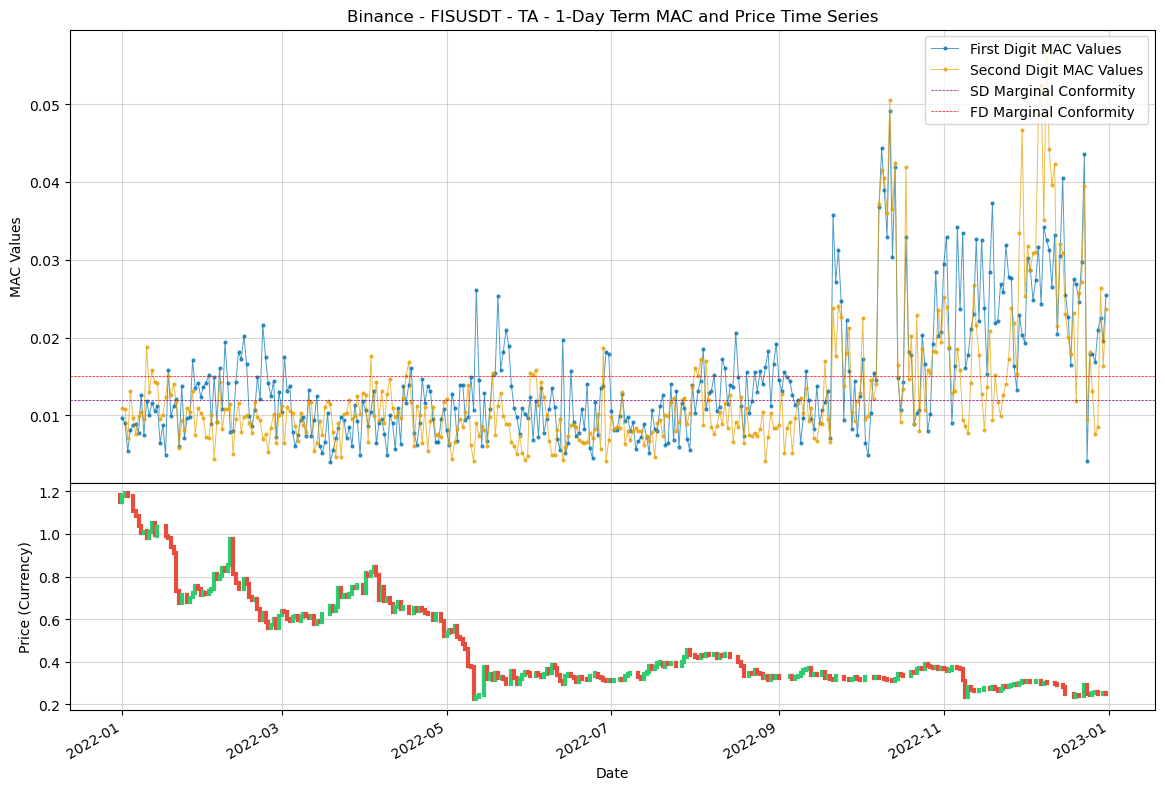 Binance - FISUSDT - TA - 1-Day Term MAC and Price Time Series
First Digit MAC Values
Second Digit MAC Values
SD Marginal Conformity
FD Marginal Conformity
MAC Values
0.05
0.04
0.03
0.02
0.01
Price (Currency)
1.2
1.0
0.8
0.6
0.4
0.2
2022-01
2022-03
2022-05
2022-07
2022-09
2022-11
2023-01
Date